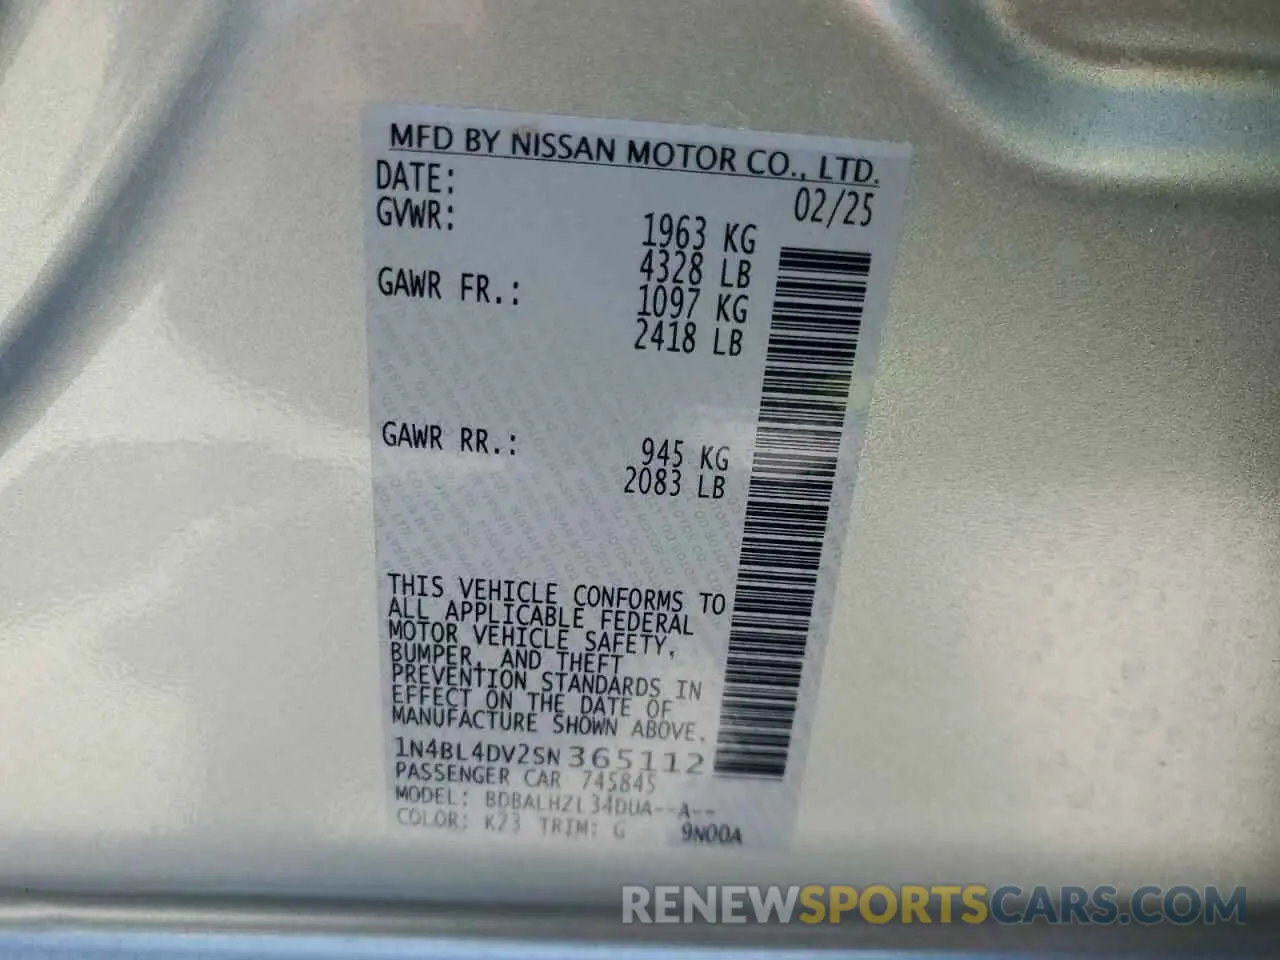 MFD BY NISSAN MOTOR CO., LTD.
DATE: 02/25
GVWR: 1963 KG
4328 LB
GAWR FR.: 1097 KG
2418 LB
GAWR RR.: 945 KG
2083 LB
THIS VEHICLE CONFORMS TO
ALL APPLICABLE FEDERAL
MOTOR VEHICLE SAFETY,
BUMPER, AND THEFT
PREVENTION STANDARDS IN
EFFECT ON THE DATE OF
MANUFACTURE SHOWN ABOVE.
1N4BL4DV2SN365112
PASSENGER CAR 745845
MODEL: BDBALHZL34DUA--A--
COLOR: K23 TRIM: G 9N00A
RENEWSPORTSCARS.COM